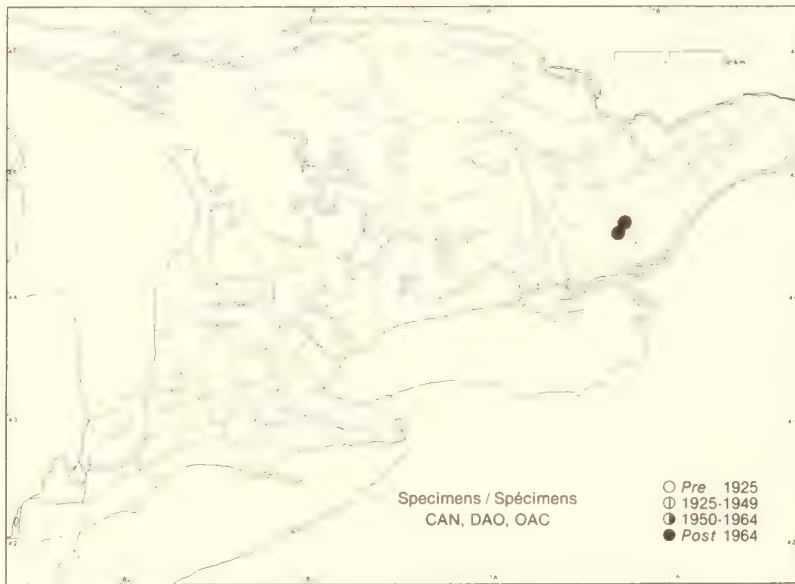 Specimens / Spécimens
CAN, DAO, OAC
○ Pre 1925
⦶ 1925-1949
◑ 1950-1964
● Post 1964